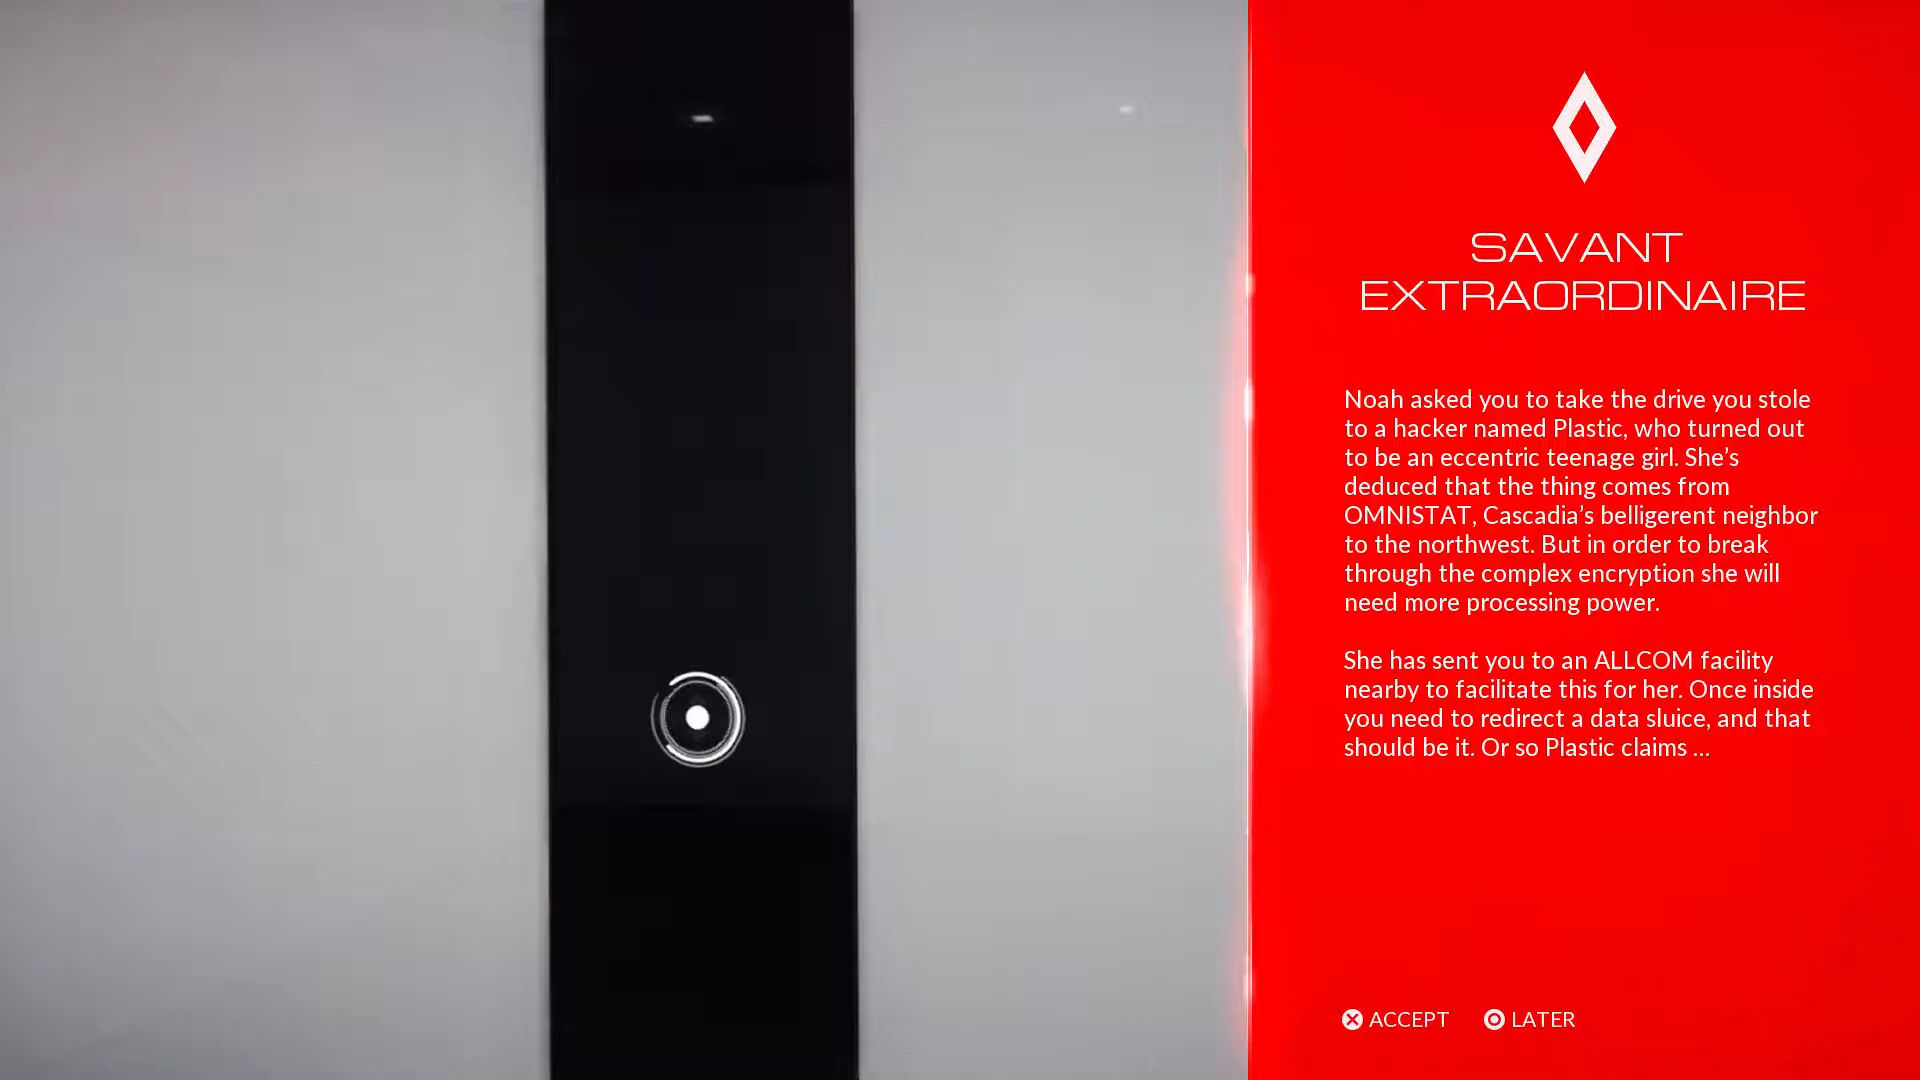 SAVANT
EXTRAORDINAIRE
Noah asked you to take the drive you stole
to a hacker named Plastic, who turned out
to be an eccentric teenage girl. She’s
deduced that the thing comes from
OMNISTAT, Cascadia’s belligerent neighbor
to the northwest. But in order to break
through the complex encryption she will
need more processing power.
She has sent you to an ALLCOM facility
nearby to facilitate this for her. Once inside
you need to redirect a data sluice, and that
should be it. Or so Plastic claims ...
ACCEPT LATER